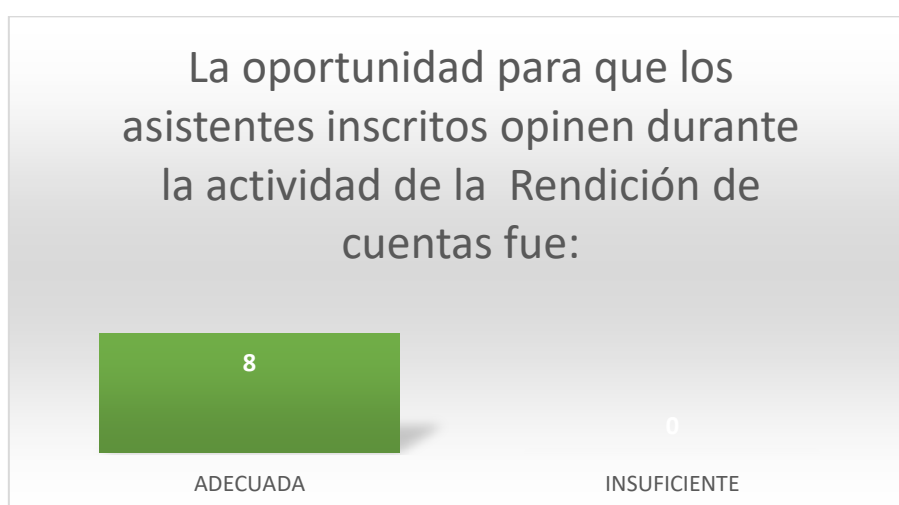 La oportunidad para que los
asistentes inscritos opinen durante
la actividad de la  Rendición de
cuentas fue:
8
0
ADECUADA
INSUFICIENTE